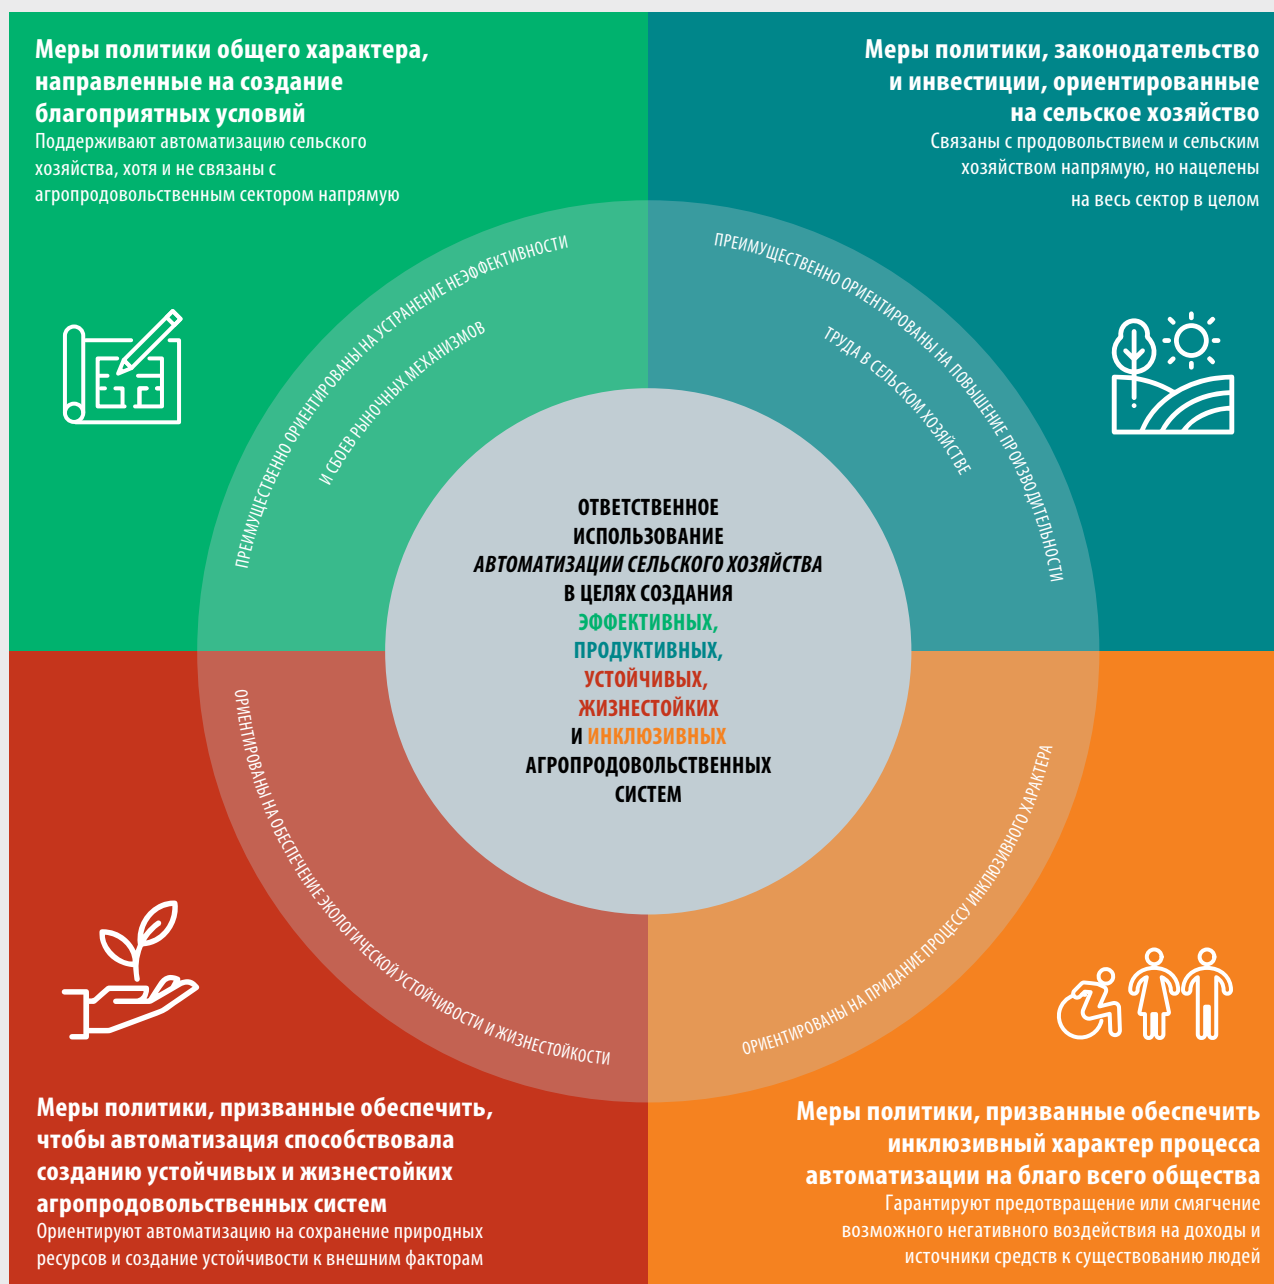 Меры политики общего характера,
направленные на создание
благоприятных условий
Поддерживают автоматизацию сельского
хозяйства, хотя и не связаны с
агропродовольственным сектором напрямую
Меры политики, законодательство
и инвестиции, ориентированные
на сельское хозяйство
Связаны с продовольствием и сельским
хозяйством напрямую, но нацелены
на весь сектор в целом
ПРЕИМУЩЕСТВЕННО ОРИЕНТИРОВАНЫ НА УСТРАНЕНИЕ НЕЭФФЕКТИВНОСТИ
И СБОЕВ РЫНОЧНЫХ МЕХАНИЗМОВ
ПРЕИМУЩЕСТВЕННО ОРИЕНТИРОВАНЫ НА ПОВЫШЕНИЕ ПРОИЗВОДИТЕЛЬНОСТИ
ТРУДА В СЕЛЬСКОМ ХОЗЯЙСТВЕ
ОТВЕТСТВЕННОЕ
ИСПОЛЬЗОВАНИЕ
АВТОМАТИЗАЦИИ СЕЛЬСКОГО ХОЗЯЙСТВА
В ЦЕЛЯХ СОЗДАНИЯ
ЭФФЕКТИВНЫХ,
ПРОДУКТИВНЫХ,
УСТОЙЧИВЫХ,
ЖИЗНЕСТОЙКИХ
И ИНКЛЮЗИВНЫХ
АГРОПРОДОВОЛЬСТВЕННЫХ
СИСТЕМ
ОРИЕНТИРОВАНЫ НА ОБЕСПЕЧЕНИЕ ЭКОЛОГИЧЕСКОЙ УСТОЙЧИВОСТИ И ЖИЗНЕСТОЙКОСТИ
ОРИЕНТИРОВАНЫ НА ПРИДАНИЕ ПРОЦЕССУ ИНКЛЮЗИВНОГО ХАРАКТЕРА
Меры политики, призванные обеспечить,
чтобы автоматизация способствовала
созданию устойчивых и жизнестойких
агропродовольственных систем
Ориентируют автоматизацию на сохранение природных
ресурсов и создание устойчивости к внешним факторам
Меры политики, призванные обеспечить
инклюзивный характер процесса
автоматизации на благо всего общества
Гарантируют предотвращение или смягчение
возможного негативного воздействия на доходы и
источники средств к существованию людей